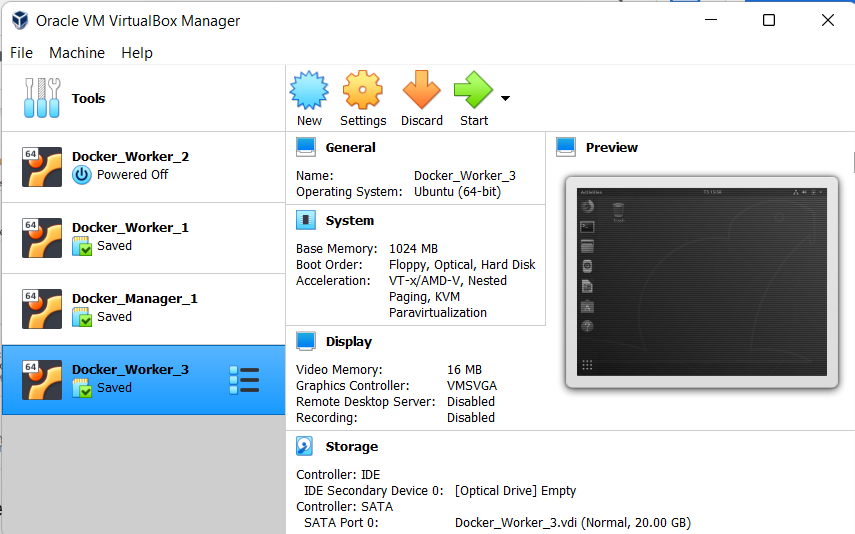 Oracle VM VirtualBox Manager
File Machine Help
Tools
New Settings Discard Start
64
Docker_Worker_2
Powered Off
64
Docker_Worker_1
Saved
64
Docker_Manager_1
Saved
64
Docker_Worker_3
Saved
General
Name: Docker_Worker_3
Operating System: Ubuntu (64-bit)
System
Base Memory: 1024 MB
Boot Order: Floppy, Optical, Hard Disk
Acceleration: VT-x/AMD-V, Nested
Paging, KVM
Paravirtualization
Preview
Display
Video Memory: 16 MB
Graphics Controller: VMSVGA
Remote Desktop Server: Disabled
Recording: Disabled
Storage
Controller: IDE
IDE Secondary Device 0: [Optical Drive] Empty
Controller: SATA
SATA Port 0: Docker_Worker_3.vdi (Normal, 20.00 GB)